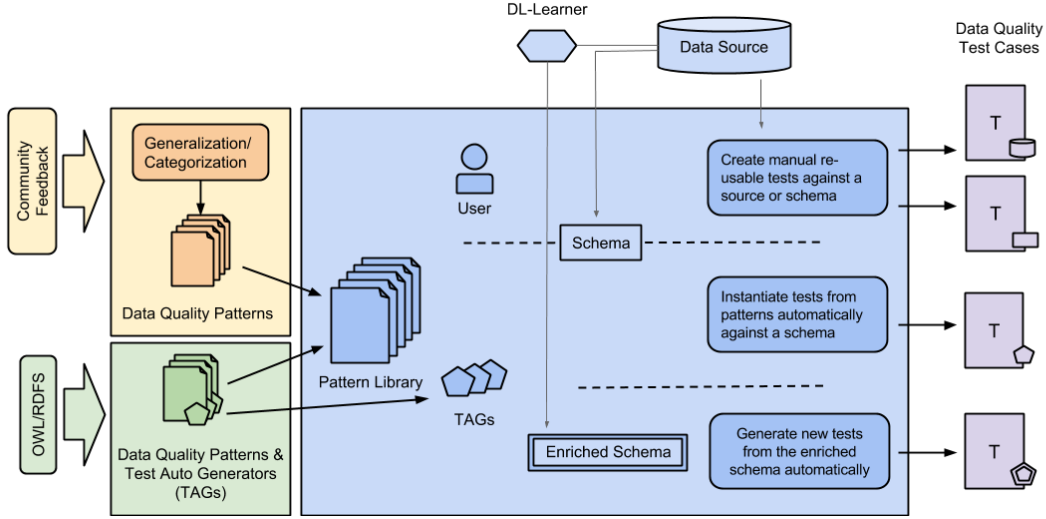 DL-Learner
Data Source
Data Quality
Test Cases
Community
Feedback
Generalization/
Categorization
Data Quality Patterns
User
Schema
Create manual re-
usable tests against a
source or schema
T
T
Instantiate tests from
patterns automatically
against a schema
T
Pattern Library
OWL/RDFS
Data Quality Patterns &
Test Auto Generators
(TAGs)
TAGs
Enriched Schema
Generate new tests
from the enriched
schema automatically
T